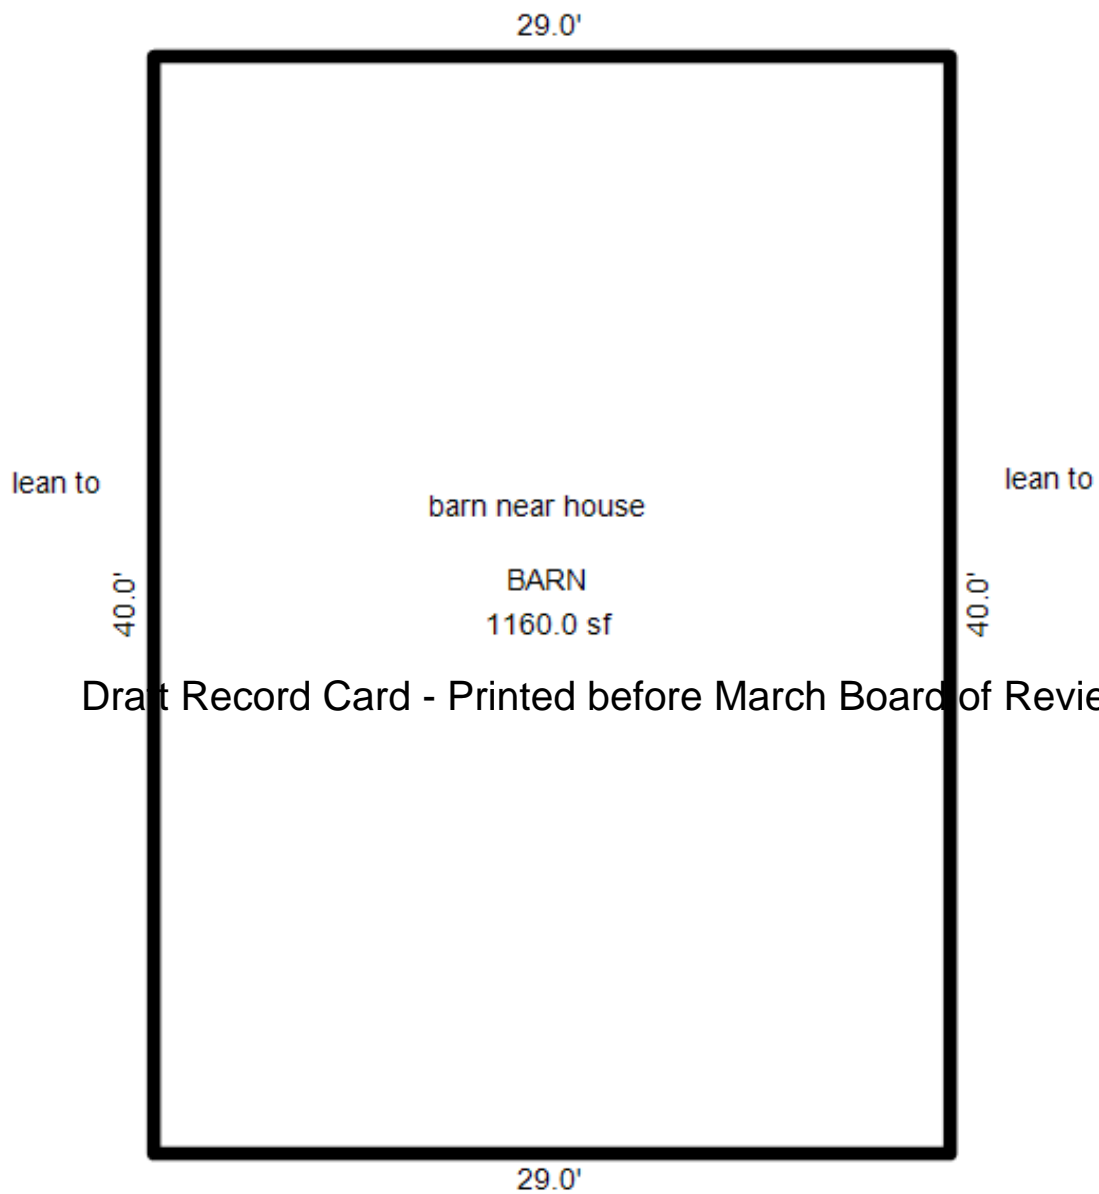 29.0'
lean to
lean to
barn near house
40.0'
BARN
40.0'
1160.0 sf
Draft Record Card - Printed before March Board of Revie
29.0'